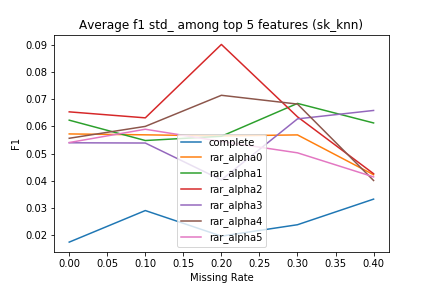 Average f1 std_ among top 5 features (sk_knn)
F1
0.09
0.08
0.07
0.06
0.05
0.04
0.03
0.02
complete
rar_alpha0
rar_alpha1
rar_alpha2
rar_alpha3
rar_alpha4
rar_alpha5
0.00 0.05 0.10 0.15 0.20 0.25 0.30 0.35 0.40
Missing Rate